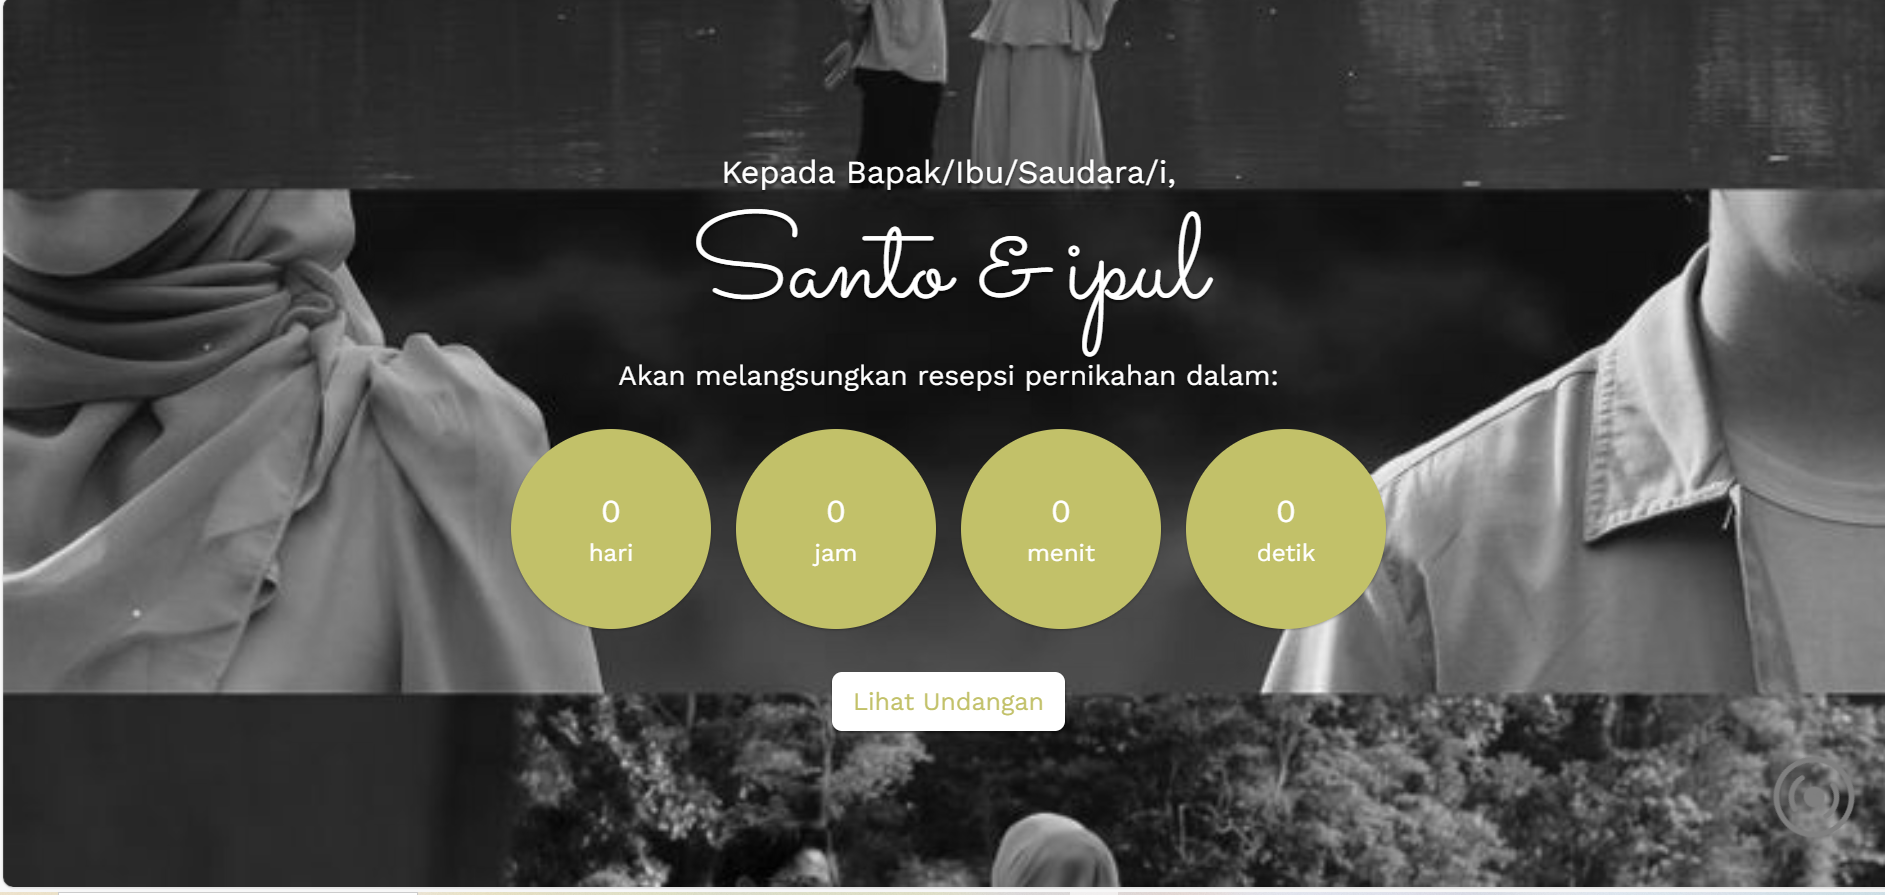 Kepada Bapak/Ibu/Saudara/i,
Santo & ipul
Akan melangsungkan resepsi pernikahan dalam:
0 0 0 0
hari jam menit detik
Lihat Undangan